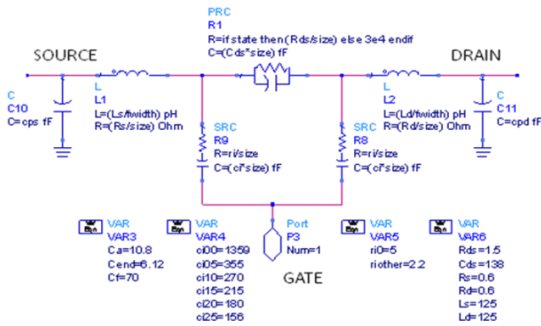 PRC
R1
R=if state then(Rds/size) else 3e4 endif
C=(Cds*size) fF
SOURCE
DRAIN
C
C10
C=cps fF
L
L1
L=(Ls/fwidth) pH
R=(Rs/size) Ohm
L
L2
L=(Ld/fwidth) pH
R=(Rd/size) Ohm
C
C11
C=cpd fF
SRC
R9
R=ri/size
C=(ci*size) fF
SRC
R8
R=ri/size
C=(ci*size) fF
Port
P3
Num=1
GATE
Eqn
VAR
VAR3
Ca=10.8
Cend=6.12
Cf=70
Eqn
VAR
VAR4
ci00=1359
ci05=355
ci10=270
ci15=215
ci20=180
ci25=156
Eqn
VAR
VAR5
ri0=5
riother=2.2
Eqn
VAR
VAR6
Rds=1.5
Cds=138
Rs=0.6
Rd=0.6
Ls=125
Ld=125